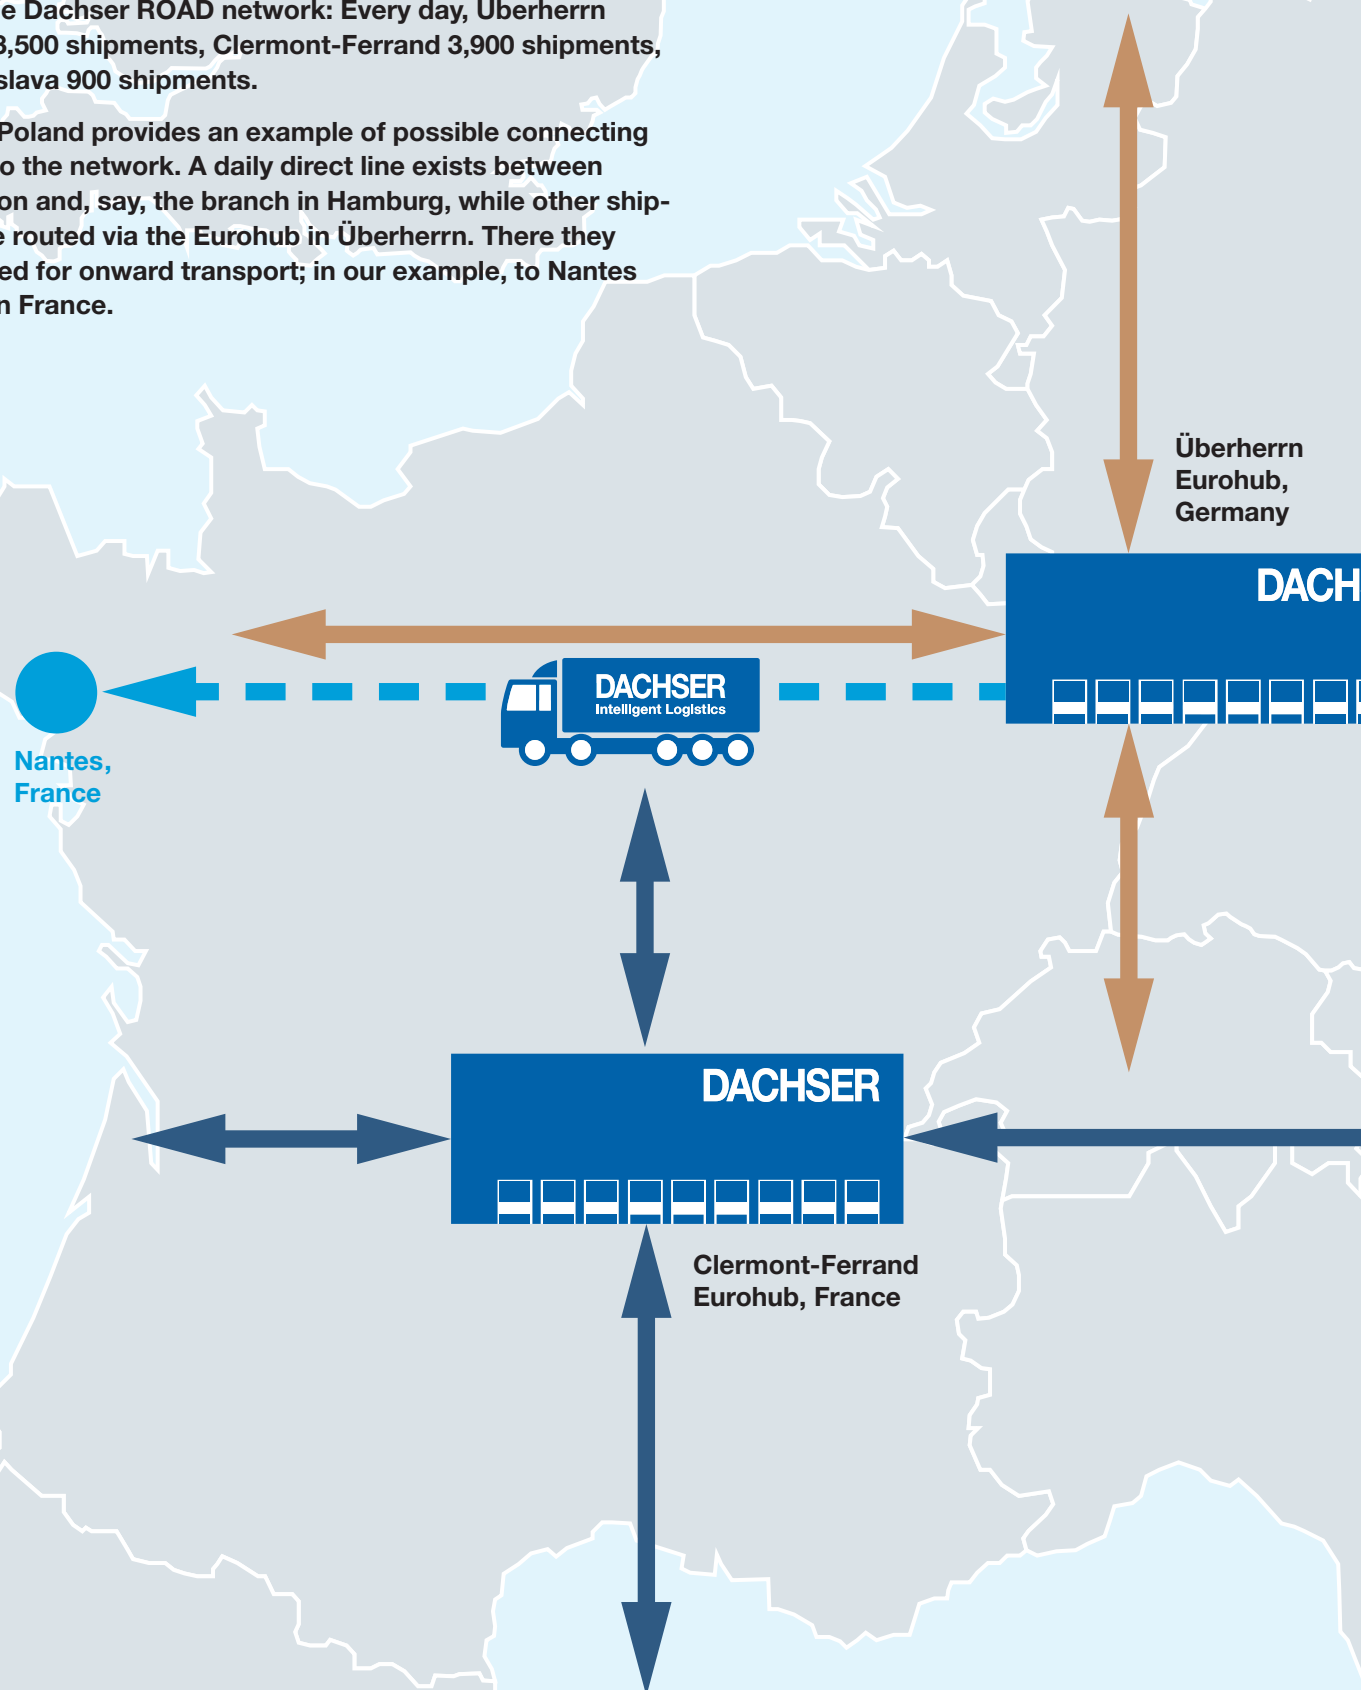 e Dachser ROAD network: Every day, Überherrn
3,500 shipments, Clermont-Ferrand 3,900 shipments,
slava 900 shipments.
Poland provides an example of possible connecting
o the network. A daily direct line exists between
on and, say, the branch in Hamburg, while other ship-
e routed via the Eurohub in Überherrn. There they
ed for onward transport; in our example, to Nantes
n France.
Überherrn
Eurohub,
Germany
DACH
DACHSER
Intelligent Logistics
Nantes,
France
DACHSER
Clermont-Ferrand
Eurohub, France